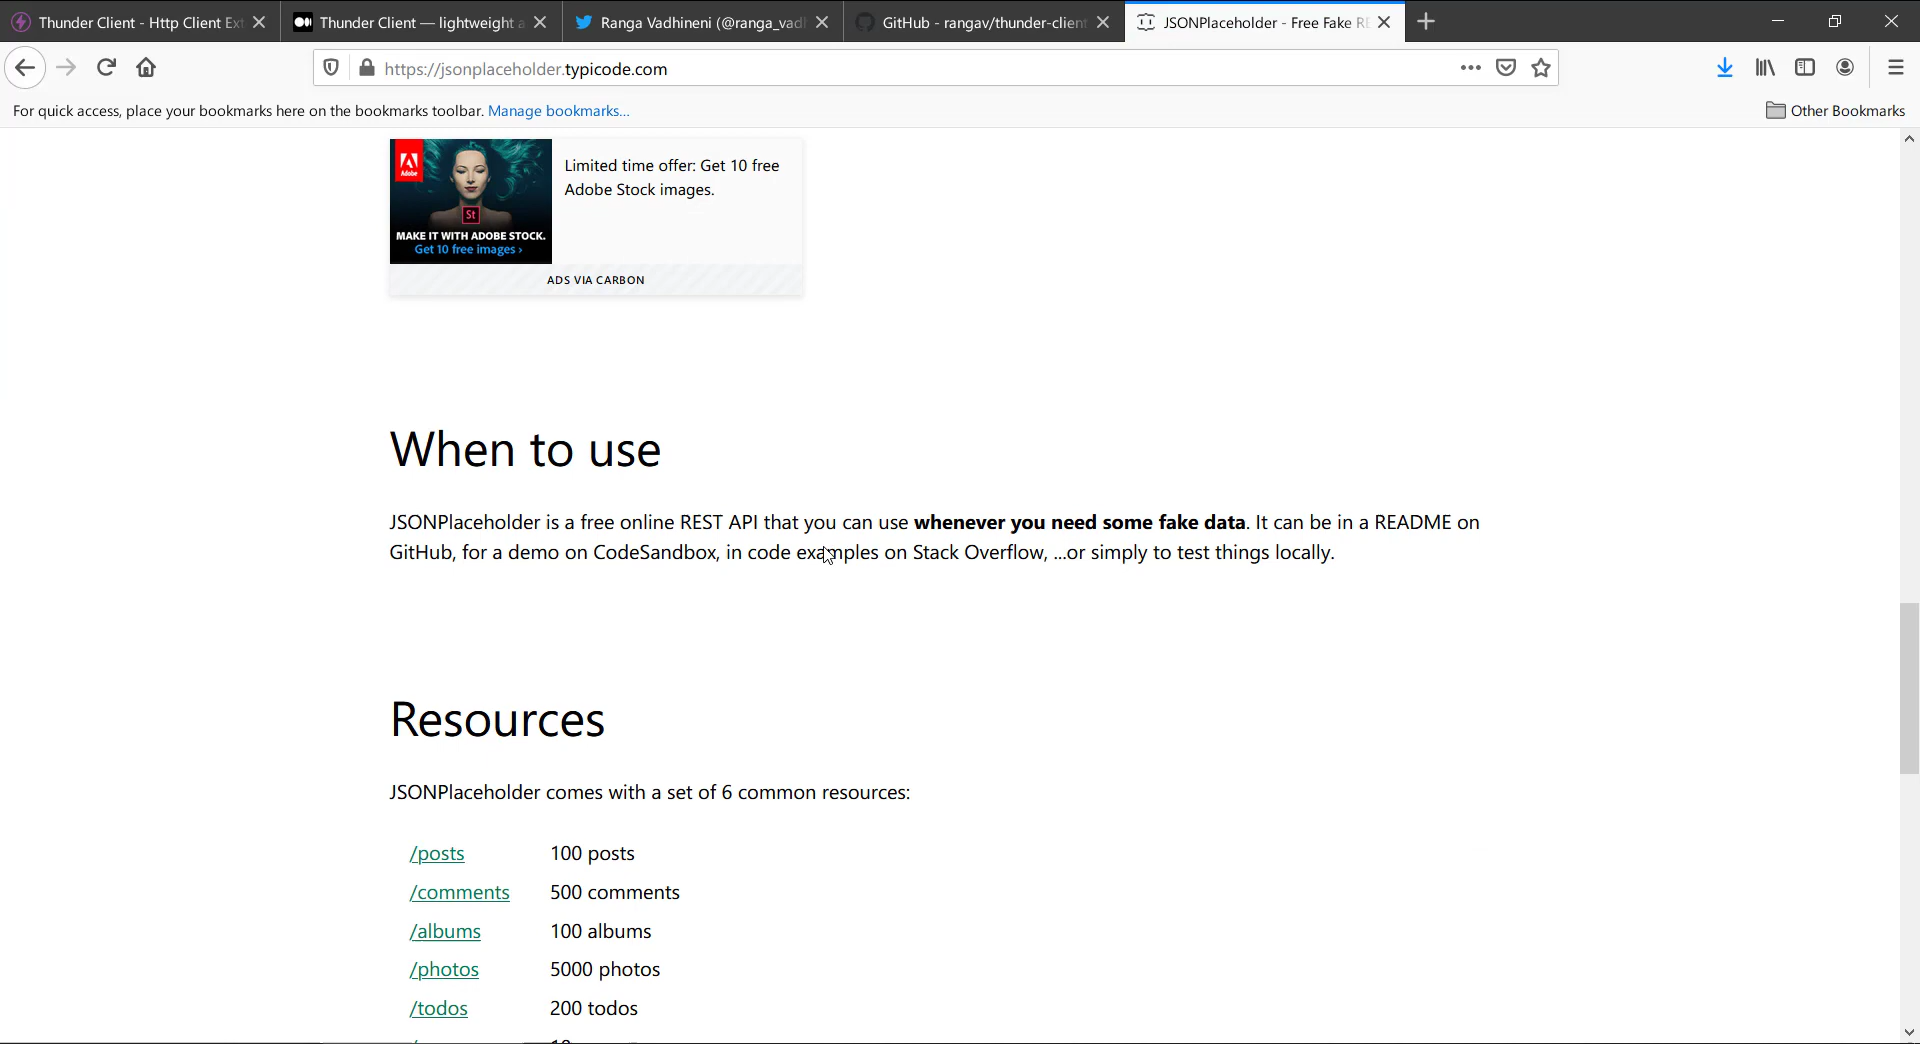 Thunder Client - Http Client Ext
Thunder Client — lightweight a
Ranga Vadhineni (@ranga_vadh
GitHub - rangav/thunder-client
JSONPlaceholder - Free Fake RE
https://jsonplaceholder.typicode.com
For quick access, place your bookmarks here on the bookmarks toolbar. Manage bookmarks...
Other Bookmarks
Adobe
St
MAKE IT WITH ADOBE STOCK.
Get 10 free images ›
Limited time offer: Get 10 free
Adobe Stock images.
ADS VIA CARBON
When to use
JSONPlaceholder is a free online REST API that you can use whenever you need some fake data. It can be in a README on
GitHub, for a demo on CodeSandbox, in code examples on Stack Overflow, ...or simply to test things locally.
Resources
JSONPlaceholder comes with a set of 6 common resources:
/posts 100 posts
/comments 500 comments
/albums 100 albums
/photos 5000 photos
/todos 200 todos